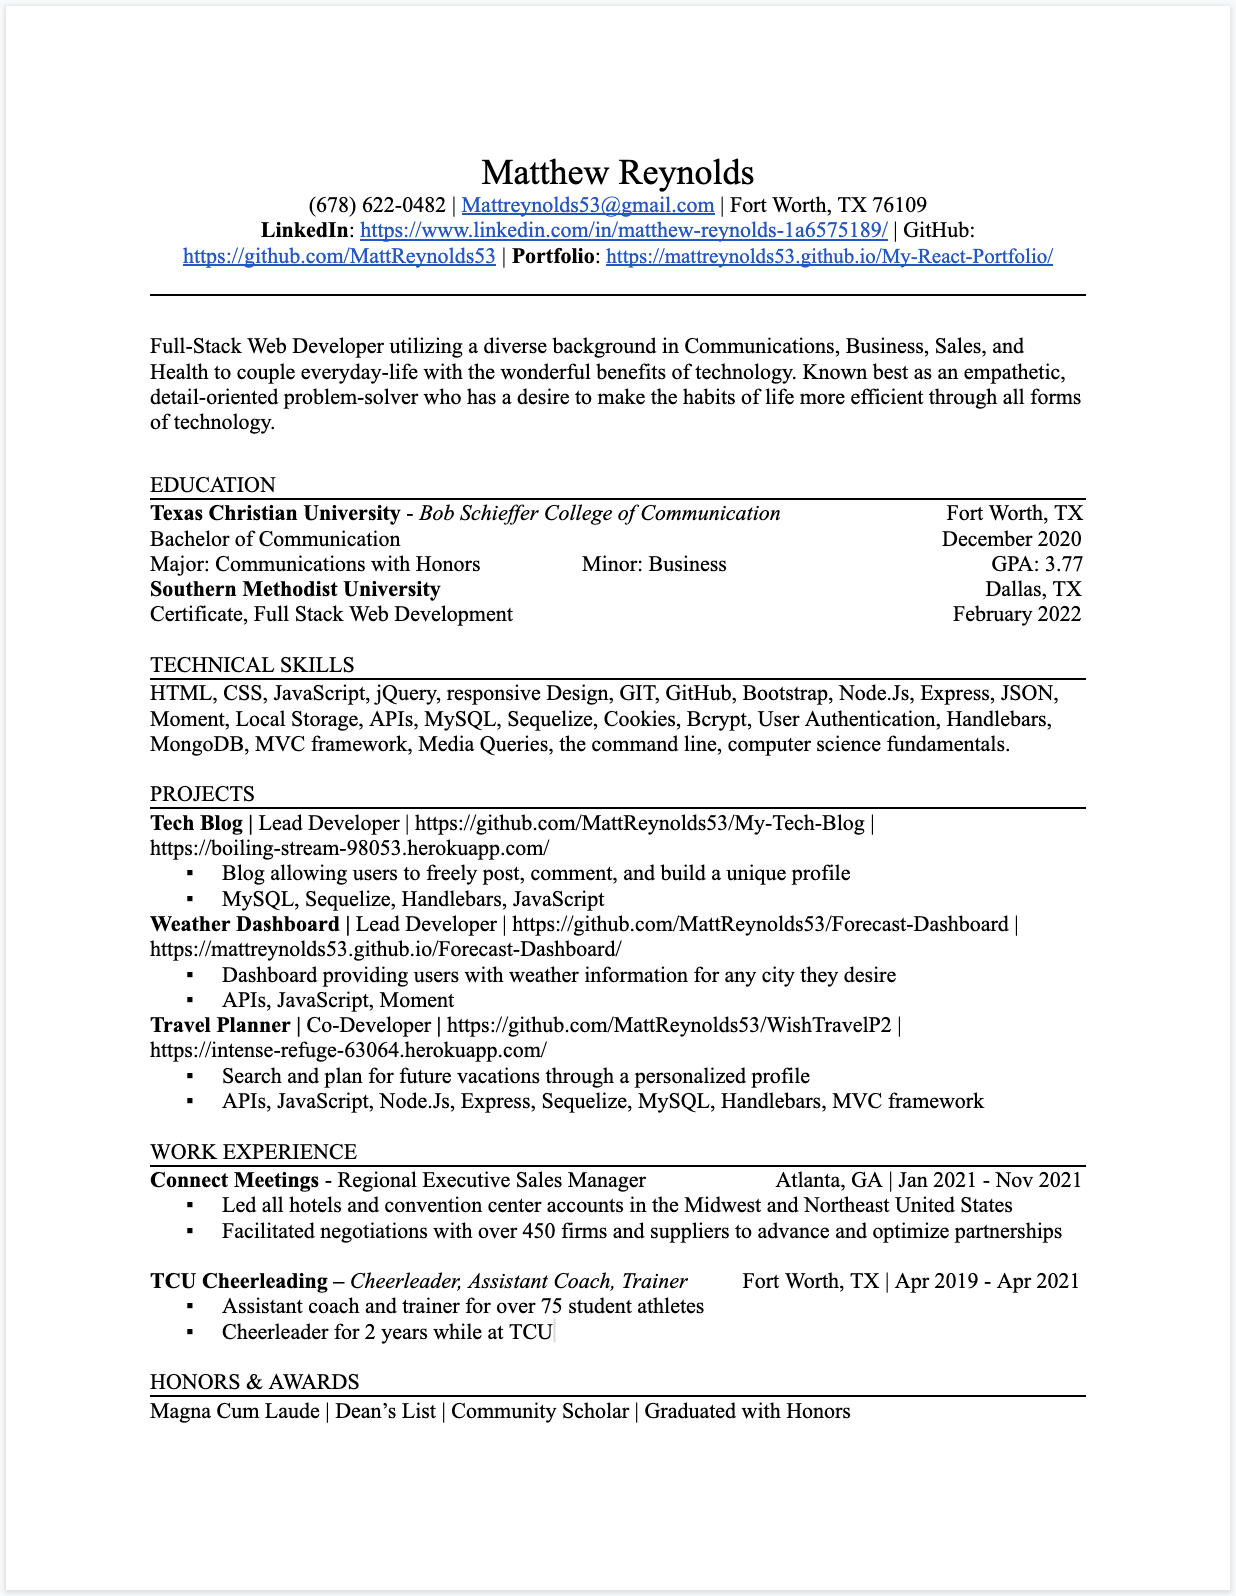 Matthew Reynolds
(678) 622-0482 | Mattreynolds53@gmail.com | Fort Worth, TX 76109
LinkedIn: https://www.linkedin.com/in/matthew-reynolds-1a6575189/ | GitHub:
https://github.com/MattReynolds53 | Portfolio: https://mattreynolds53.github.io/My-React-Portfolio/
Full-Stack Web Developer utilizing a diverse background in Communications, Business, Sales, and
Health to couple everyday-life with the wonderful benefits of technology. Known best as an empathetic,
detail-oriented problem-solver who has a desire to make the habits of life more efficient through all forms
of technology.
EDUCATION
Texas Christian University - Bob Schieffer College of Communication Fort Worth, TX
Bachelor of Communication December 2020
Major: Communications with Honors Minor: Business GPA: 3.77
Southern Methodist University Dallas, TX
Certificate, Full Stack Web Development February 2022
TECHNICAL SKILLS
HTML, CSS, JavaScript, jQuery, responsive Design, GIT, GitHub, Bootstrap, Node.Js, Express, JSON,
Moment, Local Storage, APIs, MySQL, Sequelize, Cookies, Bcrypt, User Authentication, Handlebars,
MongoDB, MVC framework, Media Queries, the command line, computer science fundamentals.
PROJECTS
Tech Blog | Lead Developer | https://github.com/MattReynolds53/My-Tech-Blog |
https://boiling-stream-98053.herokuapp.com/
▪ Blog allowing users to freely post, comment, and build a unique profile
▪ MySQL, Sequelize, Handlebars, JavaScript
Weather Dashboard | Lead Developer | https://github.com/MattReynolds53/Forecast-Dashboard |
https://mattreynolds53.github.io/Forecast-Dashboard/
▪ Dashboard providing users with weather information for any city they desire
▪ APIs, JavaScript, Moment
Travel Planner | Co-Developer | https://github.com/MattReynolds53/WishTravelP2 |
https://intense-refuge-63064.herokuapp.com/
▪ Search and plan for future vacations through a personalized profile
▪ APIs, JavaScript, Node.Js, Express, Sequelize, MySQL, Handlebars, MVC framework
WORK EXPERIENCE
Connect Meetings - Regional Executive Sales Manager Atlanta, GA | Jan 2021 - Nov 2021
▪ Led all hotels and convention center accounts in the Midwest and Northeast United States
▪ Facilitated negotiations with over 450 firms and suppliers to advance and optimize partnerships
TCU Cheerleading – Cheerleader, Assistant Coach, Trainer Fort Worth, TX | Apr 2019 - Apr 2021
▪ Assistant coach and trainer for over 75 student athletes
▪ Cheerleader for 2 years while at TCU
HONORS & AWARDS
Magna Cum Laude | Dean’s List | Community Scholar | Graduated with Honors